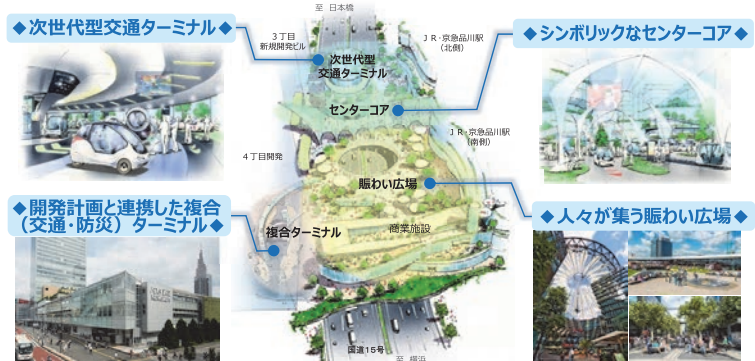 至 日本橋
◆次世代型交通ターミナル◆
3丁目
新規開発ビル
JR・京急品川駅
(北側)
◆シンボリックなセンターコア◆
次世代型
交通ターミナル
センターコア
JR・京急品川駅
(南側)
4丁目開発
賑わい広場
◆開発計画と連携した複合
(交通・防災)ターミナル◆
複合ターミナル
商業施設
◆人々が集う賑わい広場◆
国道15号
至 横浜